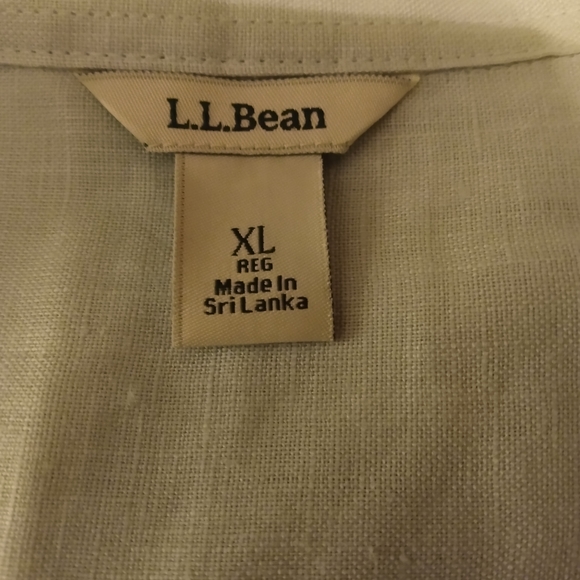 L.L.Bean
XL
REG
Made In
Sri Lanka